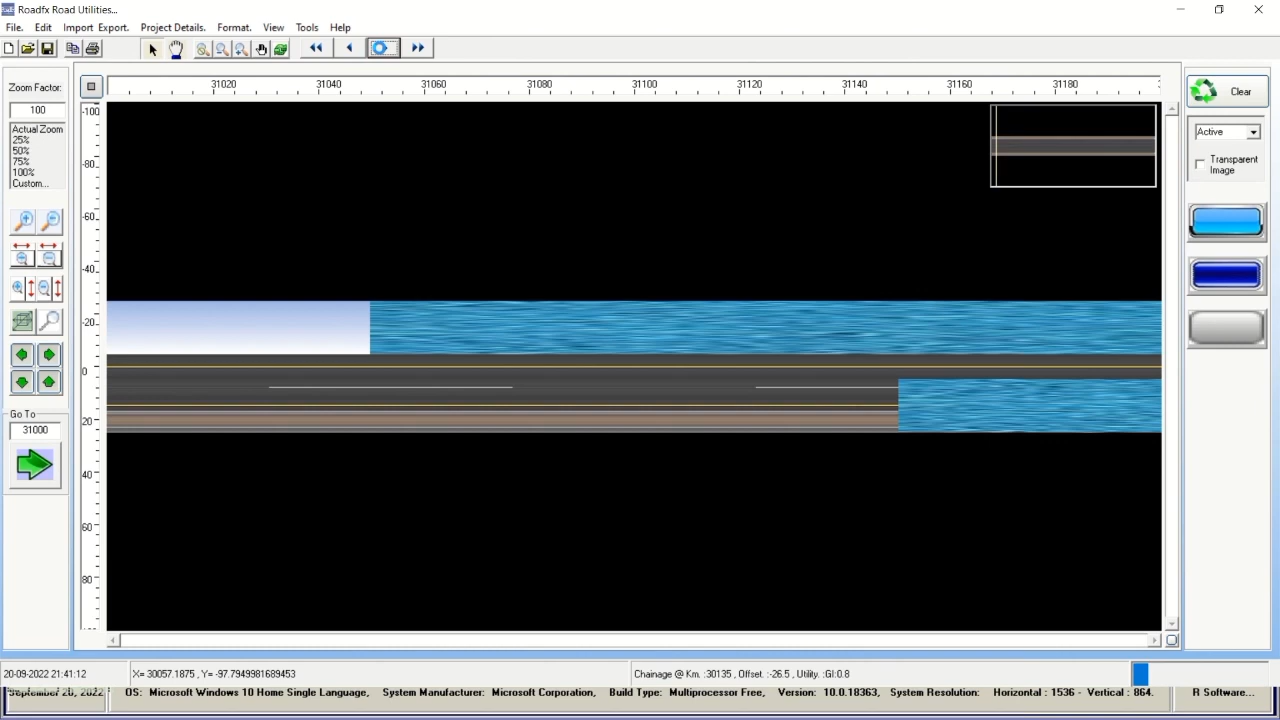 Roadfx Road Utilities...
File. Edit Import Export. Project Details. Format. View Tools Help
Zoom Factor:
100
Actual Zoom
25%
50%
75%
100%
Custom...
Go To
31000
31020 31040 31060 31080 31100 31120 31140 31160 31180
-100
-80
-60
-40
-20
0
20
40
60
80
Clear
Active
Transparent
Image
20-09-2022 21:41:12 X= 30057.1875 , Y= -97.7949981689453 Chainage @ Km. :30135 , Offset. :-26.5 , Utility. :GI:0.8
September 20, 2022 OS: Microsoft Windows 10 Home Single Language, System Manufacturer: Microsoft Corporation, Build Type: Multiprocessor Free, Version: 10.0.18363, System Resolution: Horizontal : 1536 - Vertical : 864. R Software...